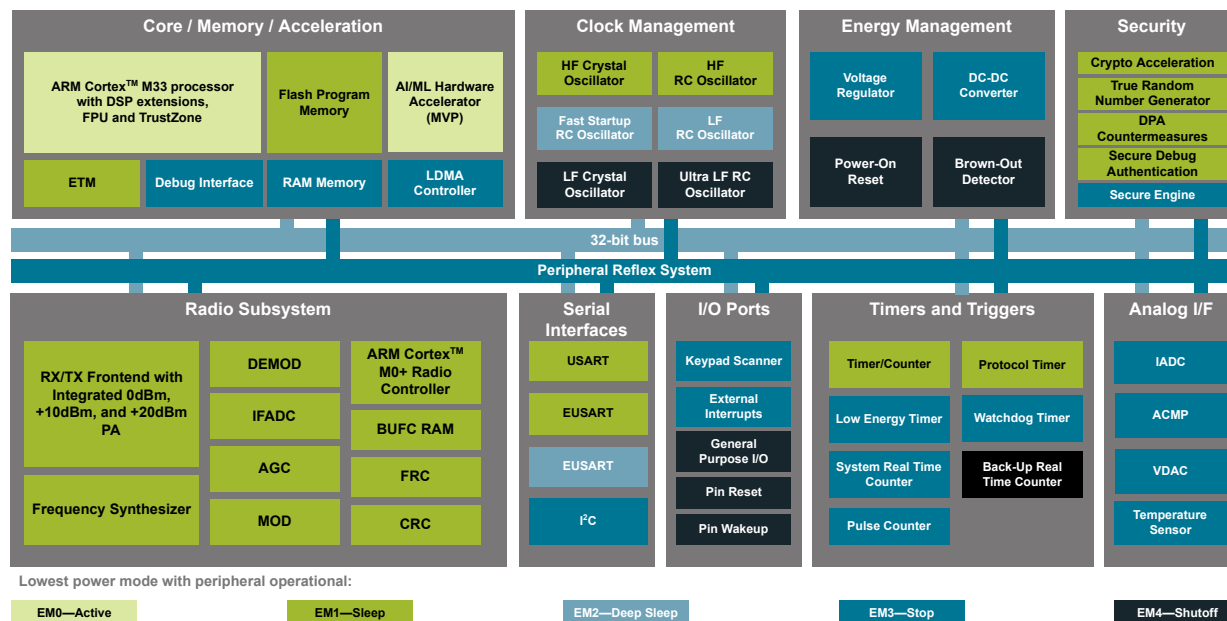 Core / Memory / Acceleration
ARM Cortex™ M33 processor
with DSP extensions,
FPU and TrustZone
Flash Program
Memory
AI/ML Hardware
Accelerator
(MVP)
ETM
Debug Interface
RAM Memory
LDMA
Controller
Clock Management
HF Crystal
Oscillator
HF
RC Oscillator
Fast Startup
RC Oscillator
LF
RC Oscillator
LF Crystal
Oscillator
Ultra LF RC
Oscillator
Energy Management
Voltage
Regulator
DC-DC
Converter
Power-On
Reset
Brown-Out
Detector
Security
Crypto Acceleration
True Random
Number Generator
DPA
Countermeasures
Secure Debug
Authentication
Secure Engine
32-bit bus
Peripheral Reflex System
Radio Subsystem
RX/TX Frontend with
Integrated 0dBm,
+10dBm, and +20dBm
PA
Frequency Synthesizer
DEMOD
IFADC
AGC
MOD
ARM Cortex™
M0+ Radio
Controller
BUFC RAM
FRC
CRC
Serial
Interfaces
USART
EUSART
EUSART
I²C
I/O Ports
Keypad Scanner
External
Interrupts
General
Purpose I/O
Pin Reset
Pin Wakeup
Timers and Triggers
Timer/Counter
Protocol Timer
Low Energy Timer
Watchdog Timer
System Real Time
Counter
Back-Up Real
Time Counter
Pulse Counter
Analog I/F
IADC
ACMP
VDAC
Temperature
Sensor
Lowest power mode with peripheral operational:
EM0—Active
EM1—Sleep
EM2—Deep Sleep
EM3—Stop
EM4—Shutoff